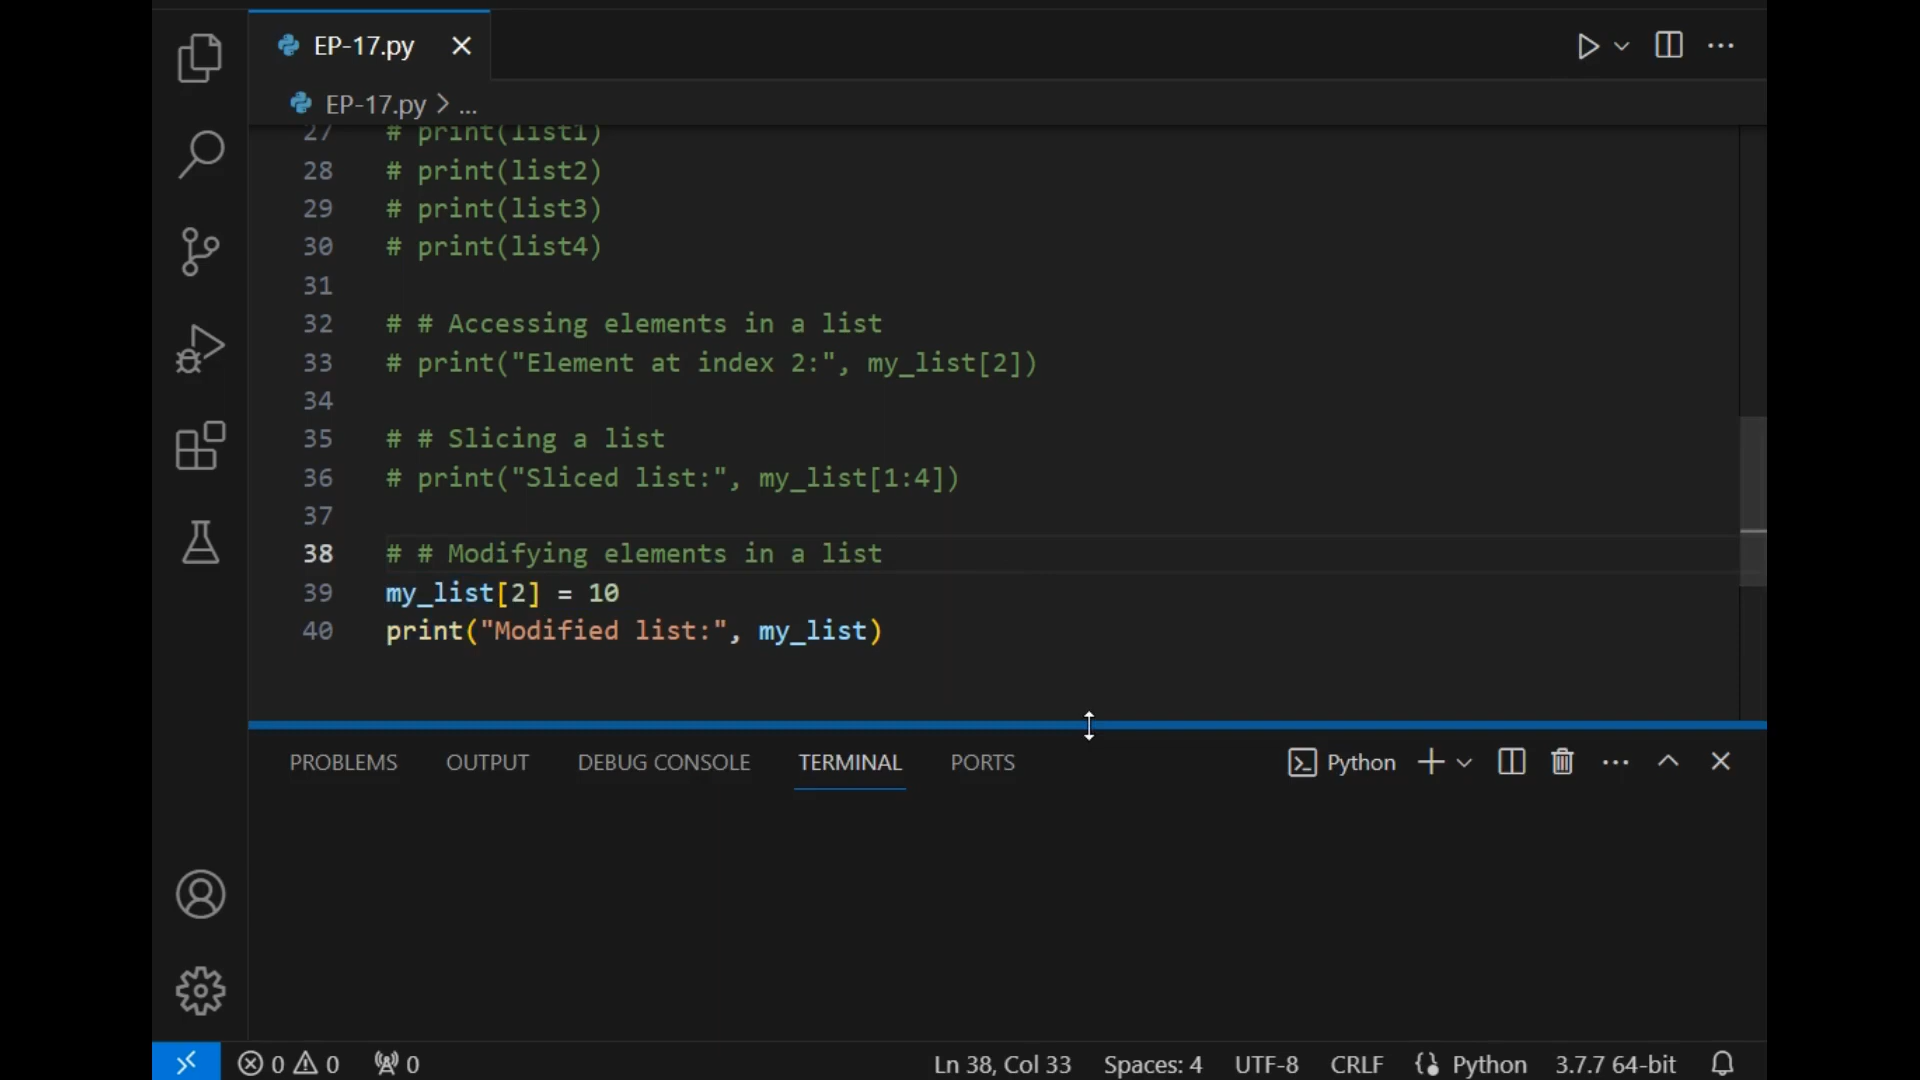 EP-17.py
EP-17.py > ...
27 # print(list1)
28 # print(list2)
29 # print(list3)
30 # print(list4)
31
32 # # Accessing elements in a list
33 # print("Element at index 2:", my_list[2])
34
35 # # Slicing a list
36 # print("Sliced list:", my_list[1:4])
37
38 # # Modifying elements in a list
39 my_list[2] = 10
40 print("Modified list:", my_list)
PROBLEMS OUTPUT DEBUG CONSOLE TERMINAL PORTS Python
0 0 0 Ln 38, Col 33 Spaces: 4 UTF-8 CRLF Python 3.7.7 64-bit